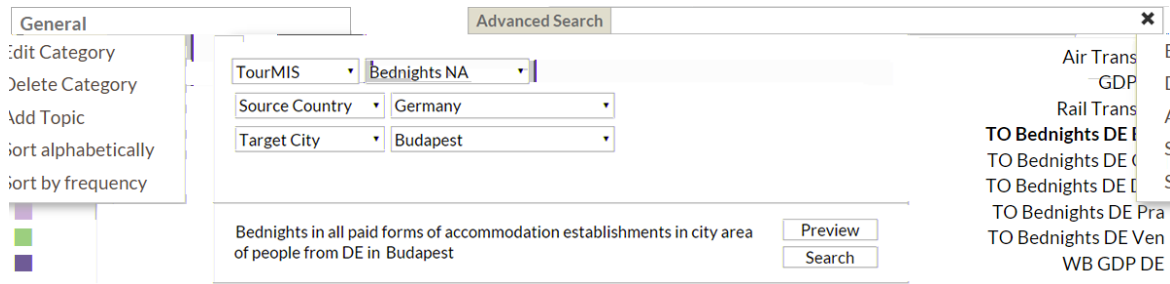 General
Advanced Search
Edit Category
Delete Category
Add Topic
Sort alphabetically
Sort by frequency
TourMIS
Bednights NA
Source Country
Germany
Target City
Budapest
Bednights in all paid forms of accommodation establishments in city area
of people from DE in Budapest
Preview
Search
Air Trans
GDP
Rail Trans
TO Bednights DE
TO Bednights DE
TO Bednights DE
TO Bednights DE Pra
TO Bednights DE Ven
WB GDP DE